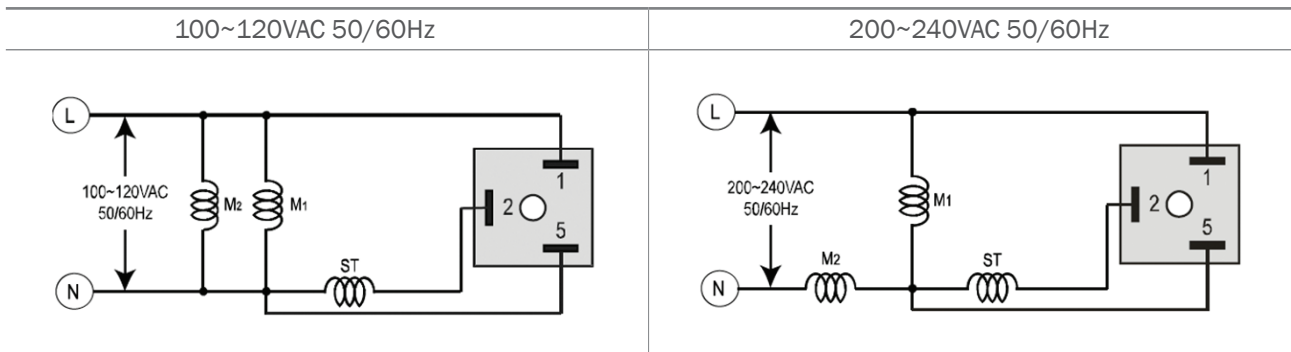 100~120VAC 50/60Hz
200~240VAC 50/60Hz
L
100~120VAC
50/60Hz
M2
M1
1
2
5
ST
N
L
200~240VAC
50/60Hz
M1
1
2
5
M2
ST
N